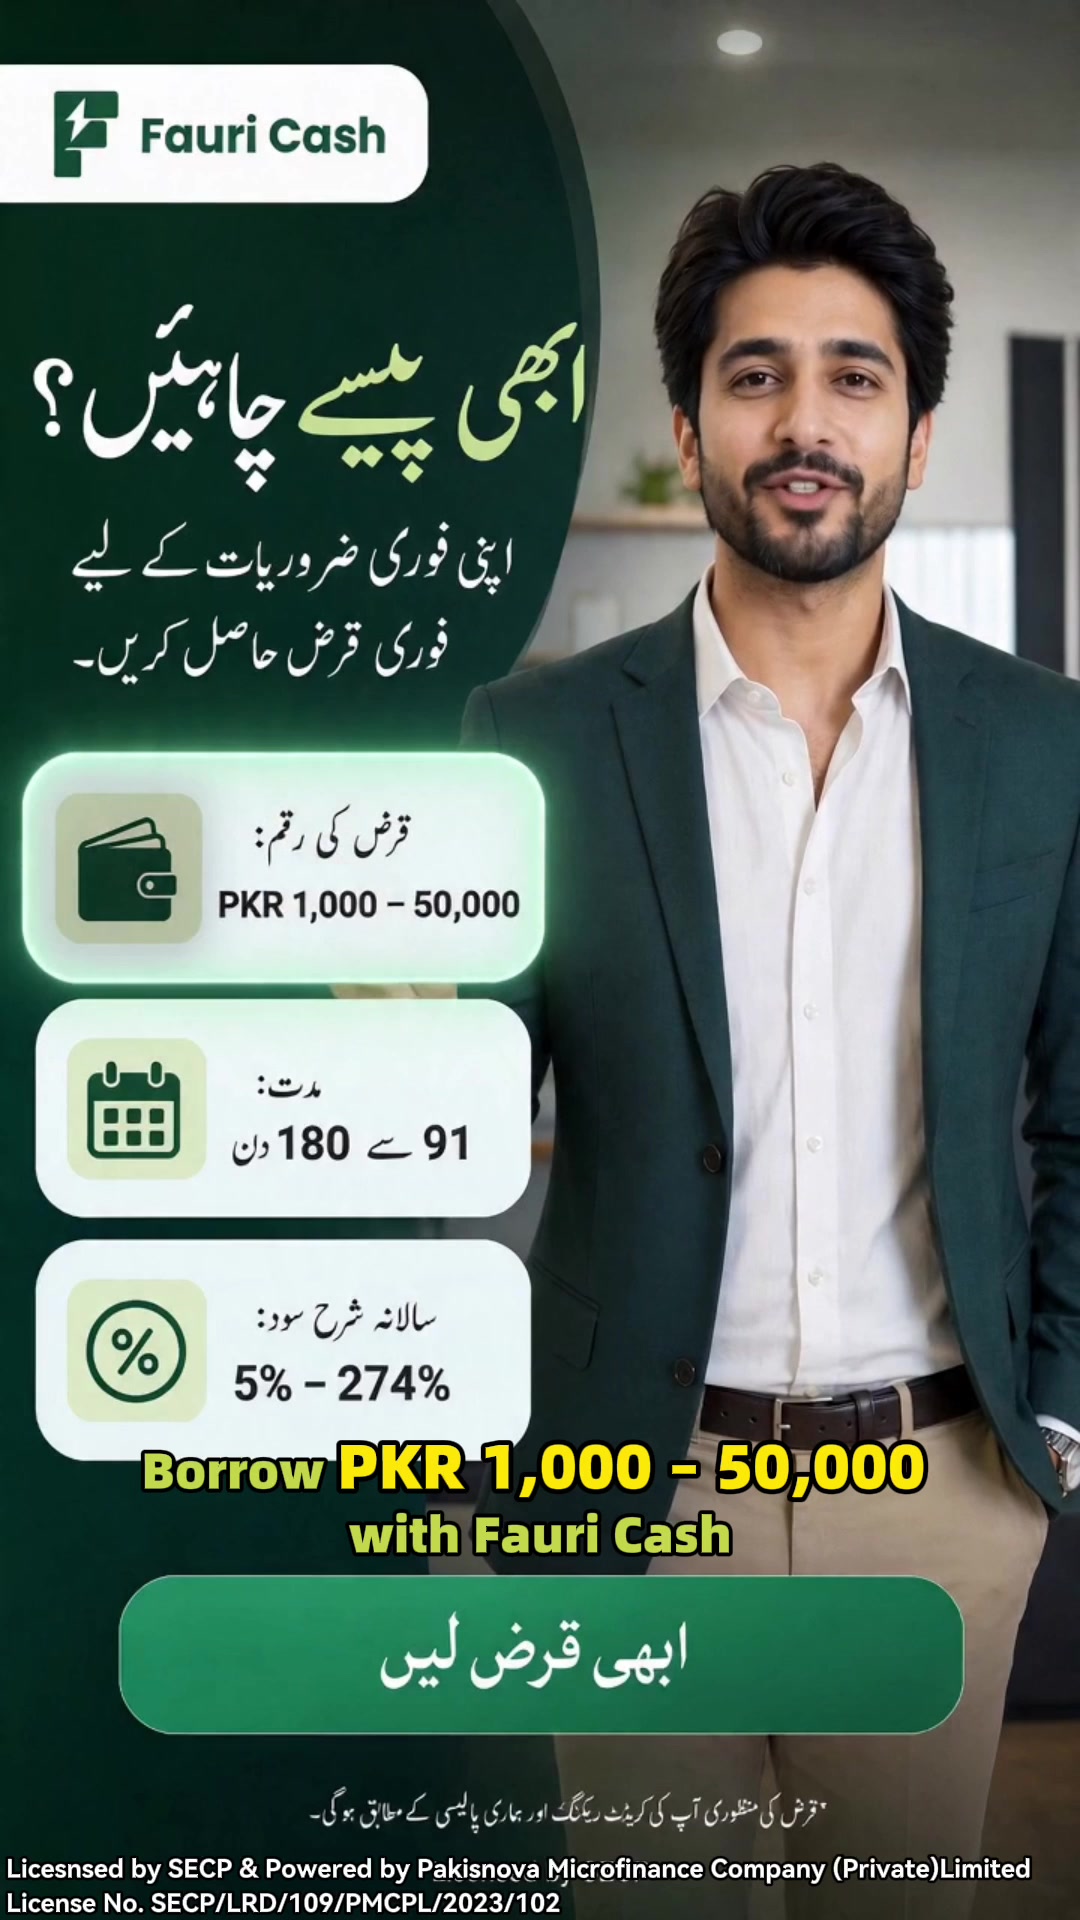 Fauri Cash
ابھی پیسے چاہئیں؟
اپنی فوری ضروریات کے لیے
فوری قرض حاصل کریں۔
قرض کی رقم:
PKR 1,000 – 50,000
مدت:
91 سے 180 دن
سالانہ شرح سود:
5% – 274%
Borrow PKR 1,000 – 50,000
with Fauri Cash
ابھی قرض لیں
*قرض کی منظوری آپ کی کریڈٹ ریکنگ اور ہماری پالیسی کے مطابق ہوگی۔
Licesnsed by SECP & Powered by Pakisnova Microfinance Company (Private)Limited
License No. SECP/LRD/109/PMCPL/2023/102